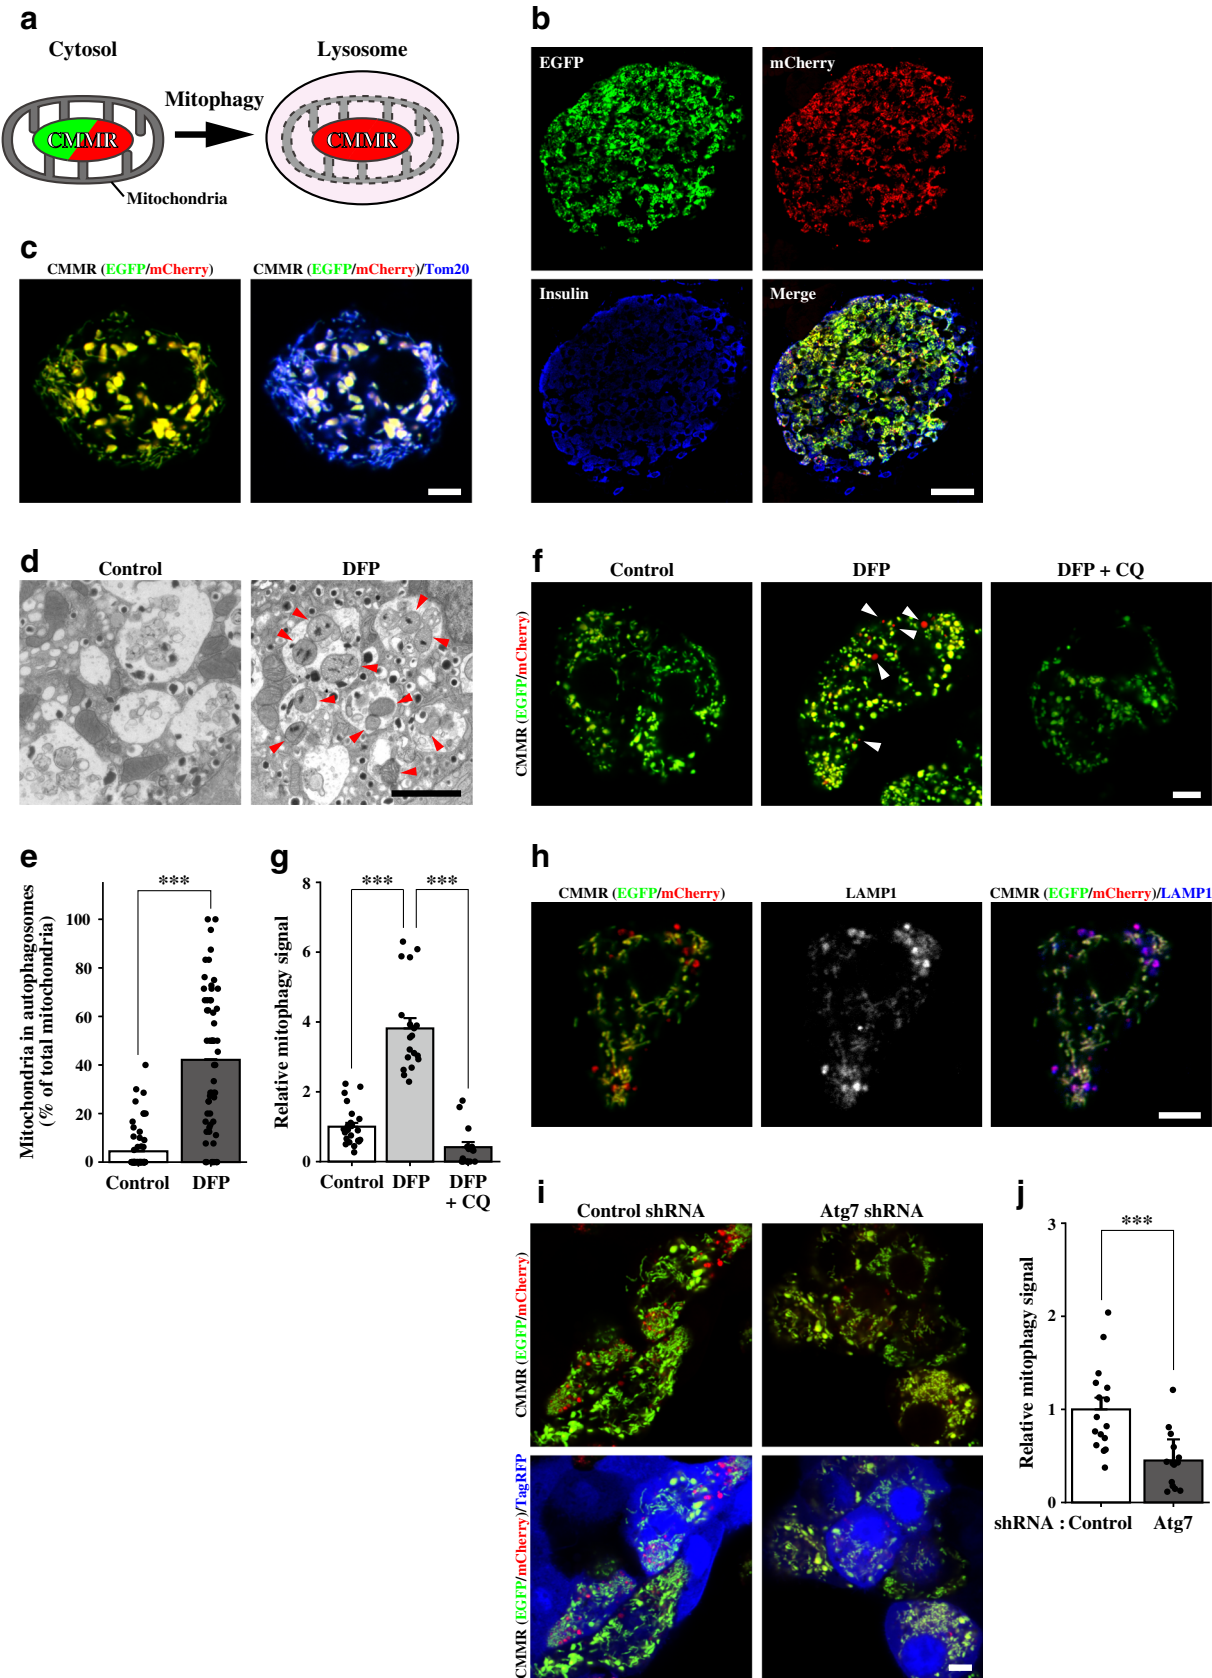 a
Cytosol
Lysosome
Mitophagy
CMMR
CMMR
Mitochondria
b
EGFP
mCherry
Insulin
Merge
c
CMMR (EGFP/mCherry)
CMMR (EGFP/mCherry)/Tom20
d
Control
DFP
e
Mitochondria in autophagosomes
(% of total mitochondria)
100
80
60
40
20
0
***
Control
DFP
f
Control
DFP
DFP + CQ
CMMR (EGFP/mCherry)
g
Relative mitophagy signal
8
6
4
2
0
***
***
Control
DFP
DFP
+ CQ
h
CMMR (EGFP/mCherry)
LAMP1
CMMR (EGFP/mCherry)/LAMP1
i
Control shRNA
Atg7 shRNA
CMMR (EGFP/mCherry)
CMMR (EGFP/mCherry)/TagRFP
j
Relative mitophagy signal
3
2
1
0
***
shRNA : Control
Atg7